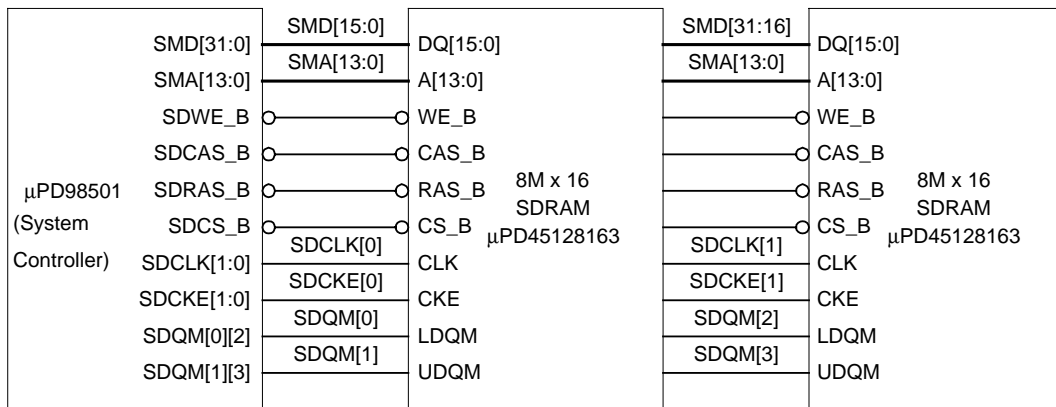 SMD[31:0] SMD[15:0] DQ[15:0] SMD[31:16] DQ[15:0]
SMA[13:0] SMA[13:0] A[13:0] SMA[13:0] A[13:0]
SDWE_B WE_B WE_B
SDCAS_B CAS_B CAS_B
SDRAS_B RAS_B RAS_B
SDCS_B CS_B CS_B
SDCLK[1:0] SDCLK[0] CLK SDCLK[1] CLK
SDCKE[1:0] SDCKE[0] CKE SDCKE[1] CKE
SDQM[0][2] SDQM[0] LDQM SDQM[2] LDQM
SDQM[1][3] SDQM[1] UDQM SDQM[3] UDQM
µPD98501
(System
Controller)
8M x 16
SDRAM
µPD45128163
8M x 16
SDRAM
µPD45128163